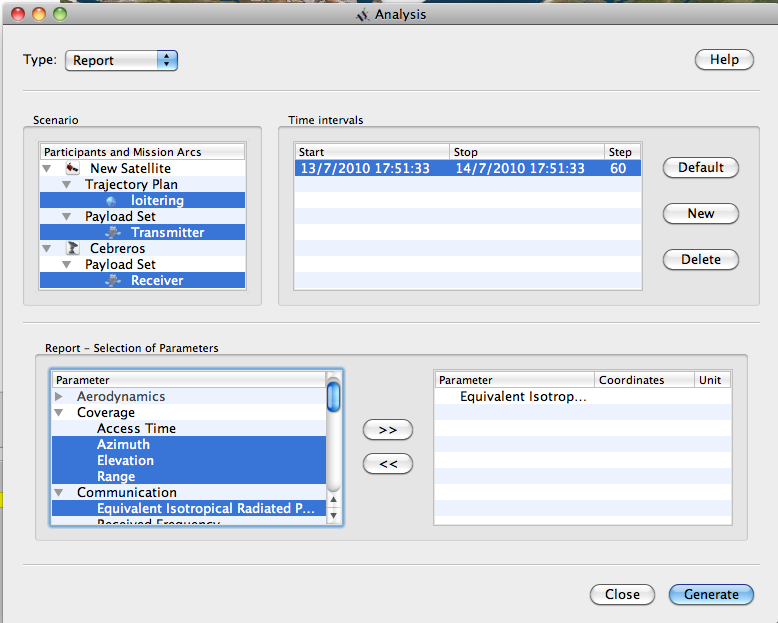 Analysis
Type: Report
Help
Scenario
Participants and Mission Arcs
New Satellite
Trajectory Plan
loitering
Payload Set
Transmitter
Cebreros
Payload Set
Receiver
Time intervals
Start Stop Step
13/7/2010 17:51:33 14/7/2010 17:51:33 60
Default
New
Delete
Report - Selection of Parameters
Parameter
Aerodynamics
Coverage
Access Time
Azimuth
Elevation
Range
Communication
Equivalent Isotropical Radiated P...
Received Frequency
>>
<<
Parameter Coordinates Unit
Equivalent Isotrop...
Close
Generate